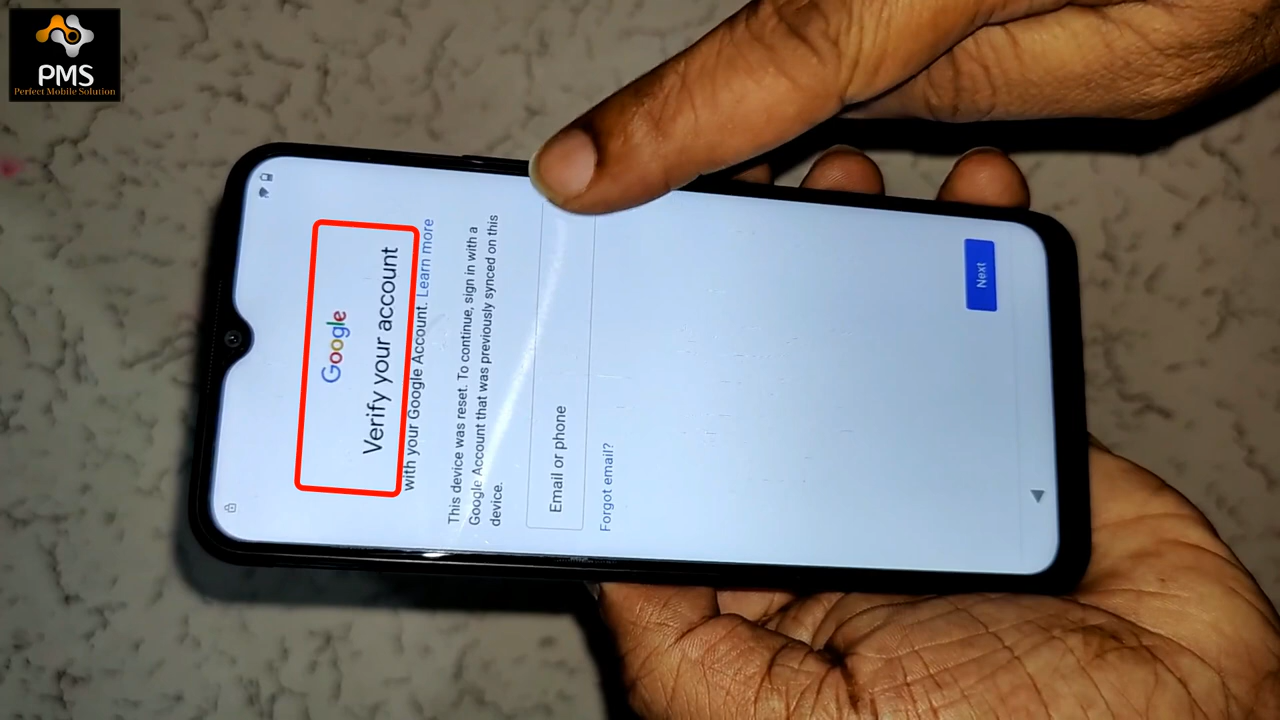 PMS
Perfect Mobile Solution
Google
Verify your account
with your Google Account. Learn more
This device was reset. To continue, sign in with a
Google Account that was previously synced on this
device.
Email or phone
Forgot email?
Next